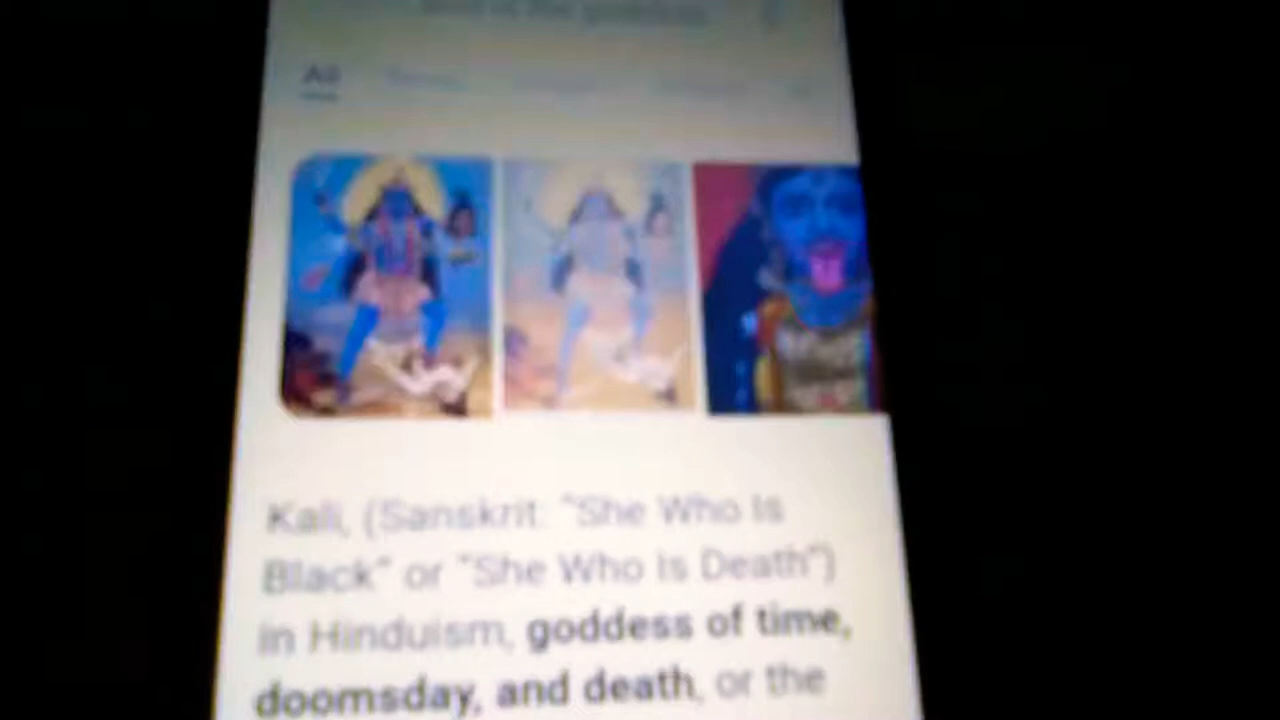 All
Kali, (Sanskrit: "She Who Is
Black" or "She Who Is Death")
in Hinduism, goddess of time,
doomsday, and death, or the